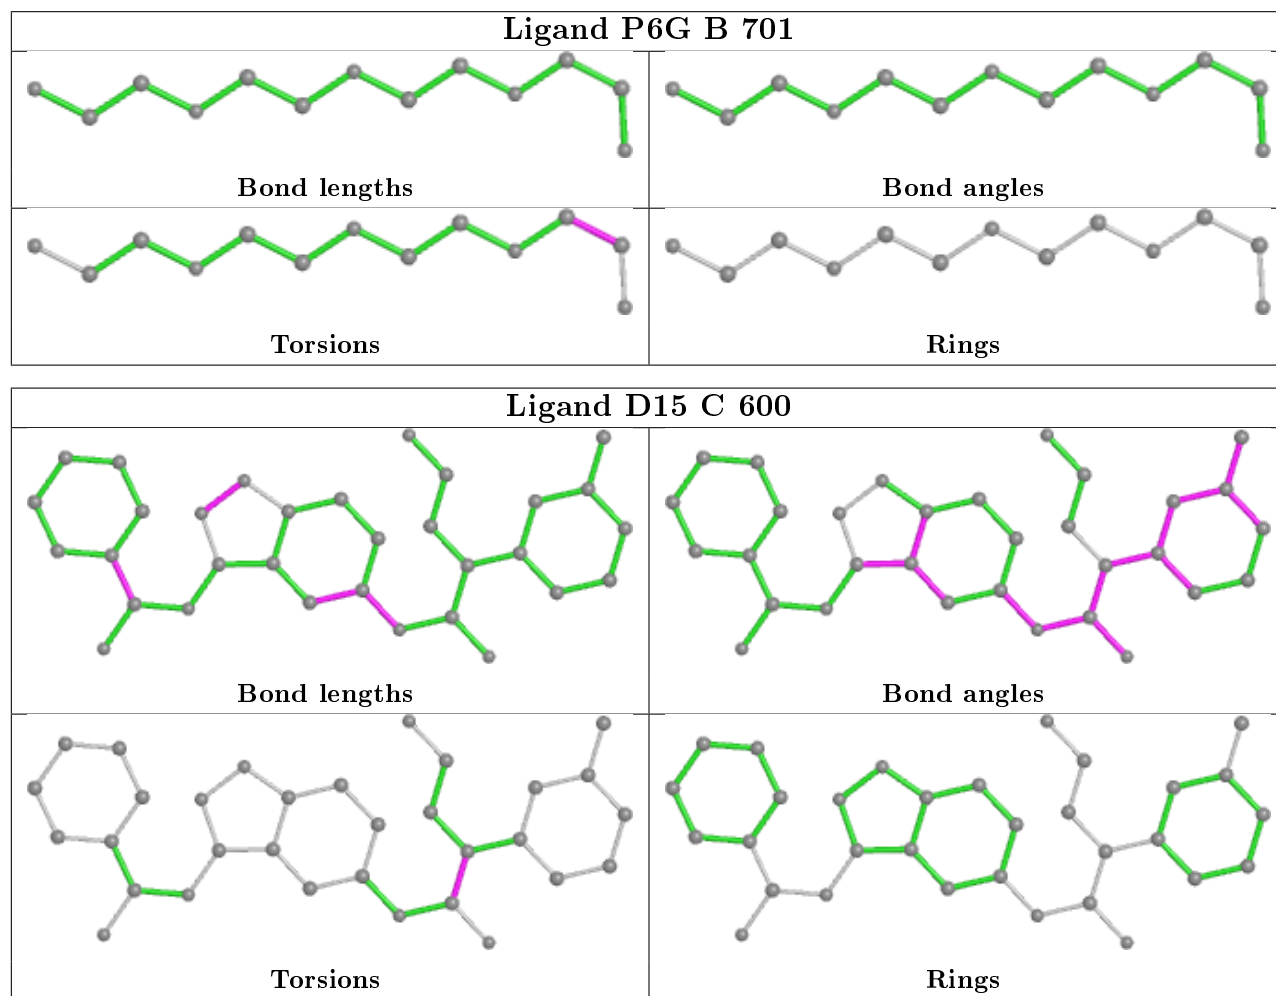 Ligand P6G B 701
Bond lengths
Bond angles
Torsions
Rings
Ligand D15 C 600
Bond lengths
Bond angles
Torsions
Rings